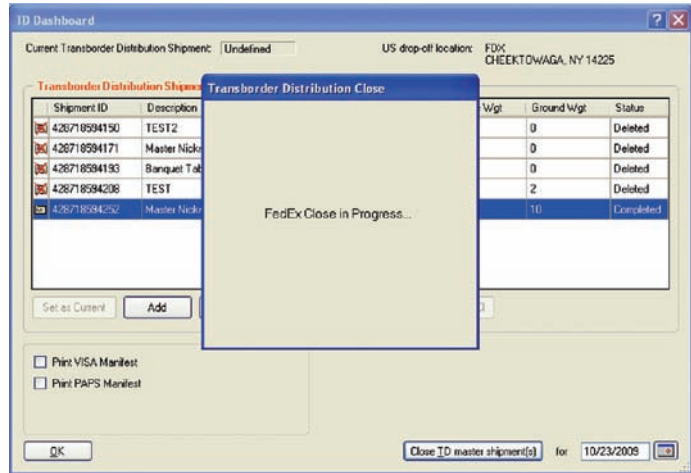 ID Dashboard
Current Transborder Distribution Shipment: Undefined US drop-off location: FDX
CHEEKTOWAGA, NY 14225
Transborder Distribution
Transborder Distribution Close
Shipment ID Description Wgt Ground Wgt Status
428718594150 TEST2 0 Deleted
428718594171 Master Nick 0 Deleted
428718594193 Banquet Tab 0 Deleted
428718594208 TEST 2 Deleted
428718594252 Master Nick 10 Completed
FedEx Close in Progress...
Set as Current Add
Print VISA Manifest
Print PAPS Manifest
OK Close TD master shipment(s) for 10/23/2009